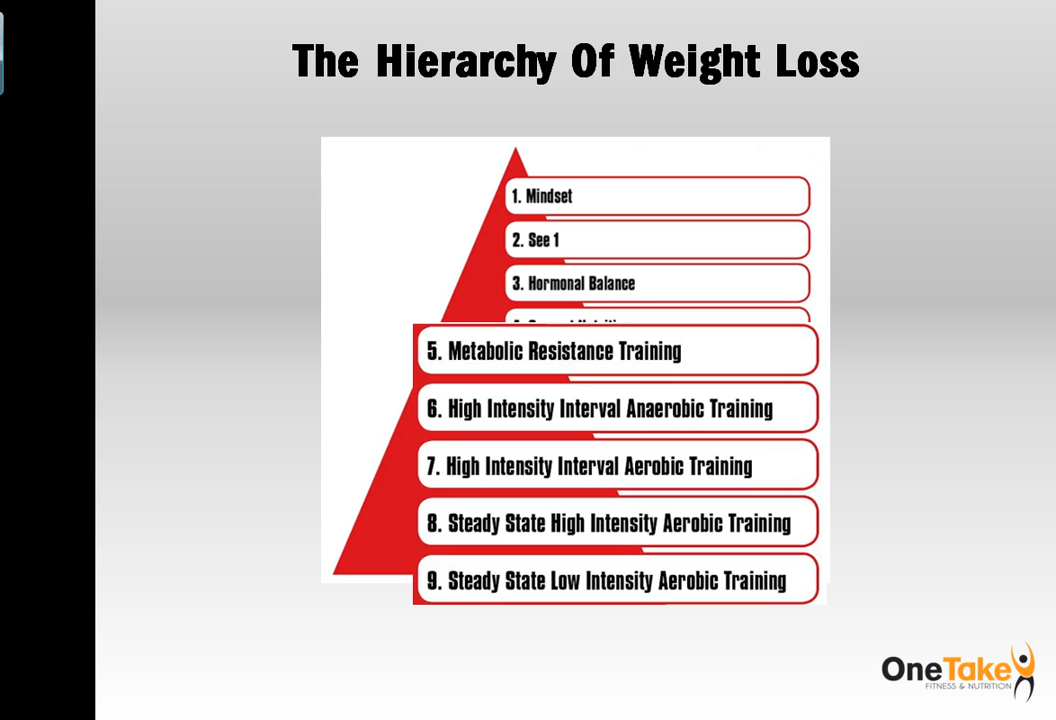 The Hierarchy Of Weight Loss
1. Mindset
2. See 1
3. Hormonal Balance
5. Metabolic Resistance Training
6. High Intensity Interval Anaerobic Training
7. High Intensity Interval Aerobic Training
8. Steady State High Intensity Aerobic Training
9. Steady State Low Intensity Aerobic Training
OneTake
FITNESS & NUTRITION